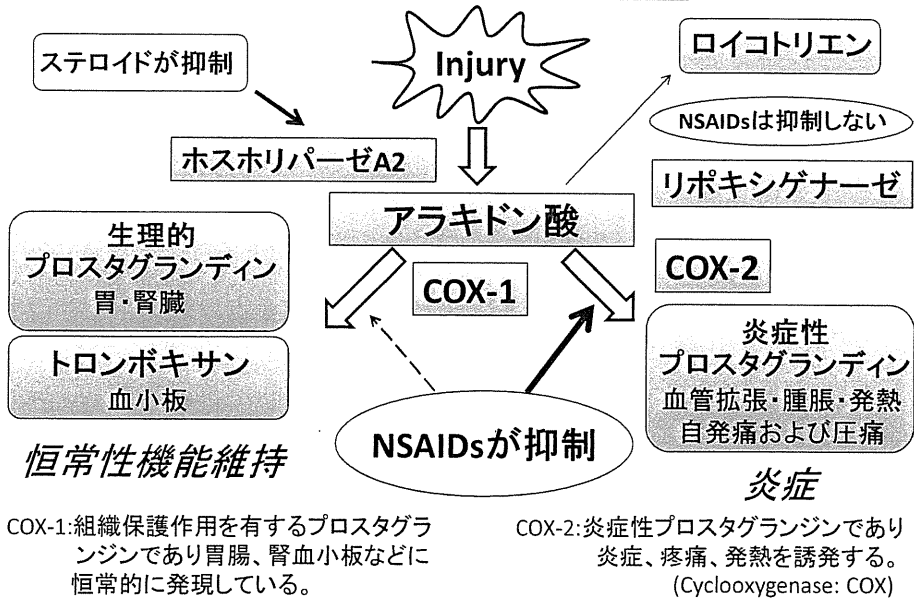 ステロイドが抑制
Injury
ロイコトリエン
NSAIDsは抑制しない
ホスホリパーゼA2
リポキシゲナーゼ
アラキドン酸
生理的
プロスタグランディン
胃・腎臓
COX-1
COX-2
トロンボキサン
血小板
炎症性
プロスタグランディン
血管拡張・腫脹・発熱
自発痛および圧痛
NSAIDsが抑制
恒常性機能維持
炎症
COX-1:組織保護作用を有するプロスタグラ
ンジンであり胃腸、腎血小板などに
恒常的に発現している。
COX-2:炎症性プロスタグランジンであり
炎症、疼痛、発熱を誘発する。
(Cyclooxygenase: COX)